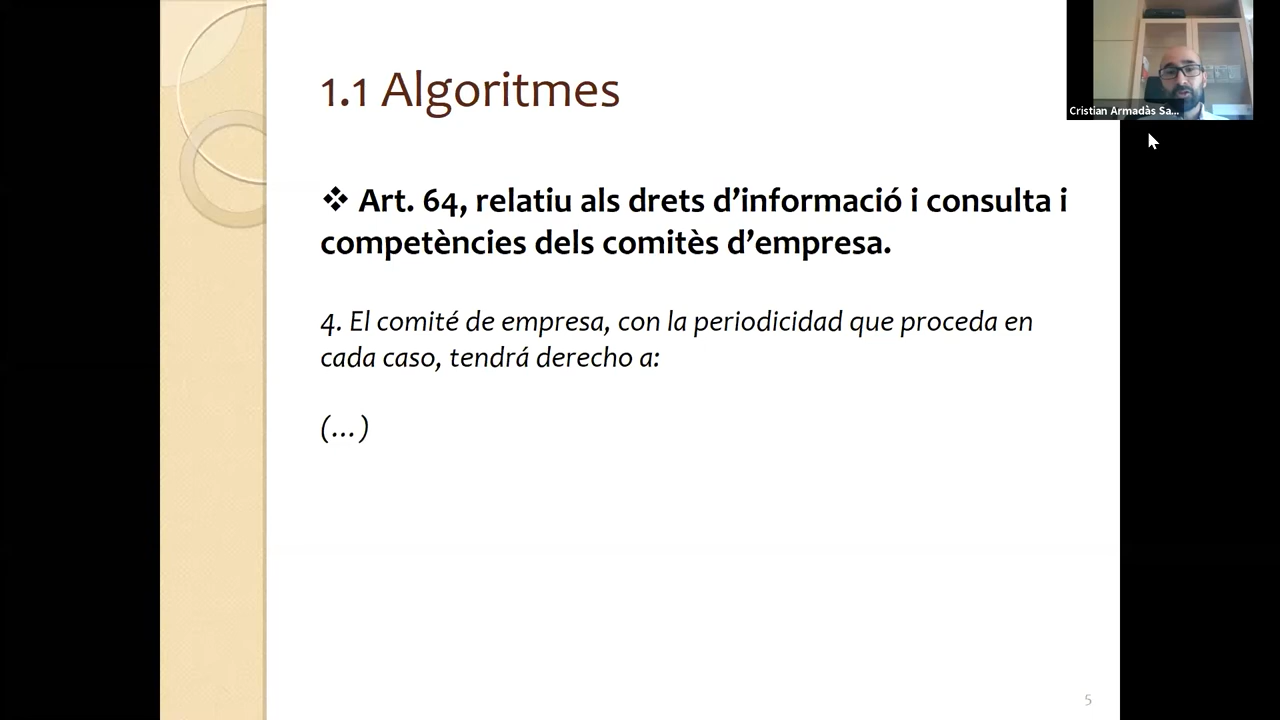 1.1 Algoritmes
Cristian Armadàs Sa...
❖ Art. 64, relatiu als drets d’informació i consulta i
competències dels comitès d’empresa.
4. El comité de empresa, con la periodicidad que proceda en
cada caso, tendrá derecho a:
(...)
5